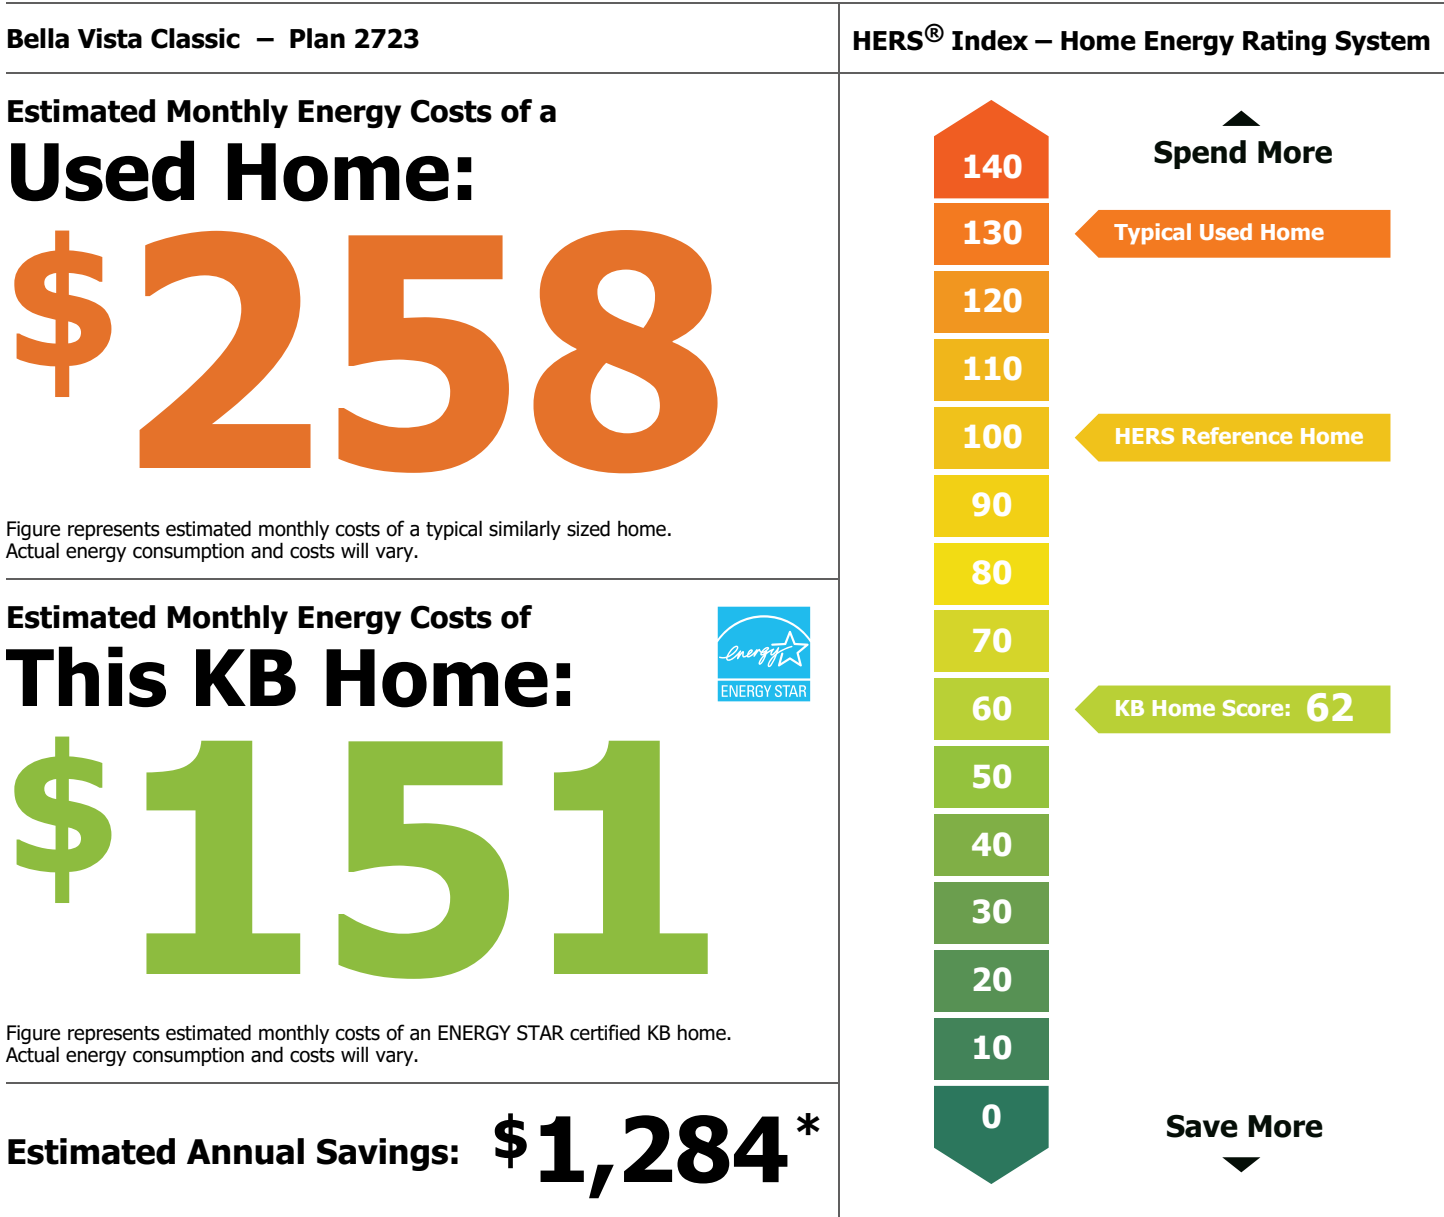 Bella Vista Classic – Plan 2723
Estimated Monthly Energy Costs of a
Used Home:
$258
Figure represents estimated monthly costs of a typical similarly sized home.
Actual energy consumption and costs will vary.
Estimated Monthly Energy Costs of
This KB Home:
energy
ENERGY STAR
$151
Figure represents estimated monthly costs of an ENERGY STAR certified KB home.
Actual energy consumption and costs will vary.
Estimated Annual Savings: $1,284*
HERS® Index – Home Energy Rating System
Spend More
140
130 Typical Used Home
120
110
100 HERS Reference Home
90
80
70
60 KB Home Score: 62
50
40
30
20
10
0
Save More